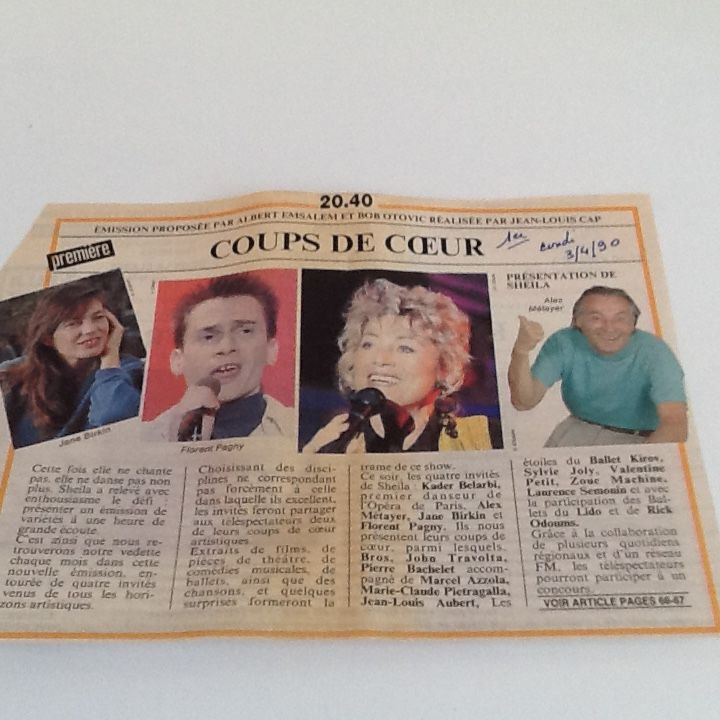 20.40
ÉMISSION PROPOSÉE PAR ALBERT EMSALEM ET BOB OTOVIC RÉALISÉE PAR JEAN-LOUIS CAP
première
COUPS DE CŒUR
1er
3/4/90
PRÉSENTATION DE
SHEILA
Alex
Métayer
Jane Birkin
Florent Pagny
Cette fois elle ne chante
pas, elle ne danse pas non
plus. Sheila a relevé avec
enthousiasme le défi :
présenter un émission de
variétés à une heure de
grande écoute.
C'est ainsi que nous re-
trouverons notre vedette
chaque mois dans cette
nouvelle émission, en-
tourée de quatre invités
venus de tous les hori-
zons artistiques.
Choisissant des disci-
plines ne correspondant
pas forcément à celle
dans laquelle ils excellent,
les invités feront partager
aux téléspectateurs deux
de leurs coups de cœur
artistiques.
Extraits de films, de
pièces de théâtre, de
comédies musicales, de
ballets, ainsi que des
chansons, et quelques
surprises formeront la
trame de ce show.
Ce soir, les quatre invités
de Sheila : Kader Belarbi,
premier danseur de
l'Opéra de Paris, Alex
Métayer, Jane Birkin et
Florent Pagny. Ils nous
présentent leurs coups de
cœur, parmi lesquels,
Bros, John Travolta,
Pierre Bachelet accom-
pagné de Marcel Azzola,
Marie-Claude Pietragalla,
Jean-Louis Aubert, Les
étoiles du Ballet Kirov,
Sylvie Joly, Valentine
Petit, Zouc Machine,
Laurence Semonin et avec
la participation des Bal-
lets du Lido et de Rick
Odoums.
Grâce à la collaboration
de plusieurs quotidiens
régionaux et d'un réseau
FM, les téléspectateurs
pourront participer à un
concours.
VOIR ARTICLE PAGES 66-67